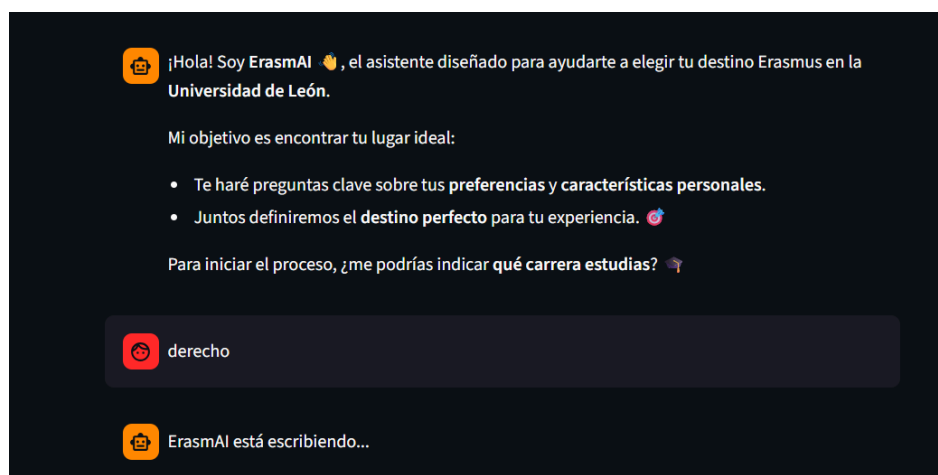 ¡Hola! Soy ErasmAI 👋, el asistente diseñado para ayudarte a elegir tu destino Erasmus en la
Universidad de León.
Mi objetivo es encontrar tu lugar ideal:
• Te haré preguntas clave sobre tus preferencias y características personales.
• Juntos definiremos el destino perfecto para tu experiencia. 🎯
Para iniciar el proceso, ¿me podrías indicar qué carrera estudias? 🎓
derecho
ErasmAI está escribiendo...